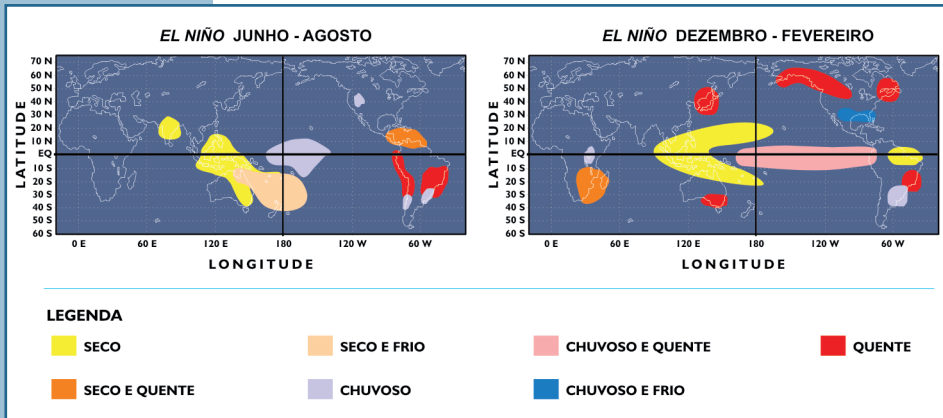 EL NIÑO JUNHO - AGOSTO
70 N
60 N
50 N
40 N
30 N
20 N
10 N
EQ
10 S
20 S
30 S
40 S
50 S
60 S
LATITUDE
0 E
60 E
120 E
180
120 W
60 W
LONGITUDE
EL NIÑO DEZEMBRO - FEVEREIRO
70 N
60 N
50 N
40 N
30 N
20 N
10 N
EQ
10 S
20 S
30 S
40 S
50 S
60 S
LATITUDE
0 E
60 E
120 E
180
120 W
60 W
LONGITUDE
LEGENDA
SECO
SECO E FRIO
CHUVOSO E QUENTE
QUENTE
SECO E QUENTE
CHUVOSO
CHUVOSO E FRIO